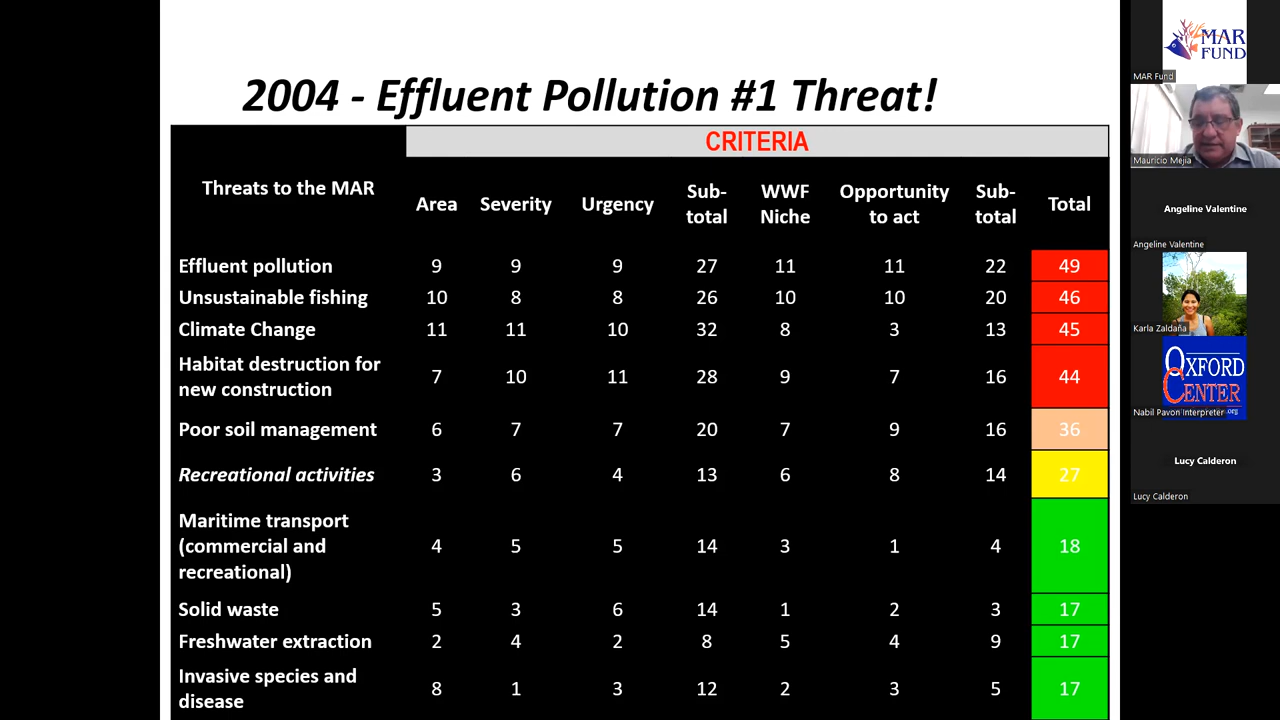 2004 - Effluent Pollution #1 Threat!
CRITERIA
Threats to the MAR
Area Severity Urgency Sub-total WWF Niche Opportunity to act Sub-total Total
Effluent pollution 9 9 9 27 11 11 22 49
Unsustainable fishing 10 8 8 26 10 10 20 46
Climate Change 11 11 10 32 8 3 13 45
Habitat destruction for new construction 7 10 11 28 9 7 16 44
Poor soil management 6 7 7 20 7 9 16 36
Recreational activities 3 6 4 13 6 8 14 27
Maritime transport (commercial and recreational) 4 5 5 14 3 1 4 18
Solid waste 5 3 6 14 1 2 3 17
Freshwater extraction 2 4 2 8 5 4 9 17
Invasive species and disease 8 1 3 12 2 3 5 17
MAR
FUND
MAR Fund
Mauricio Mejia
Angeline Valentine
Angeline Valentine
Karla Zaldaña
OXFORD
CENTER
.org
Nabil Pavon Interpreter
Lucy Calderon
Lucy Calderon